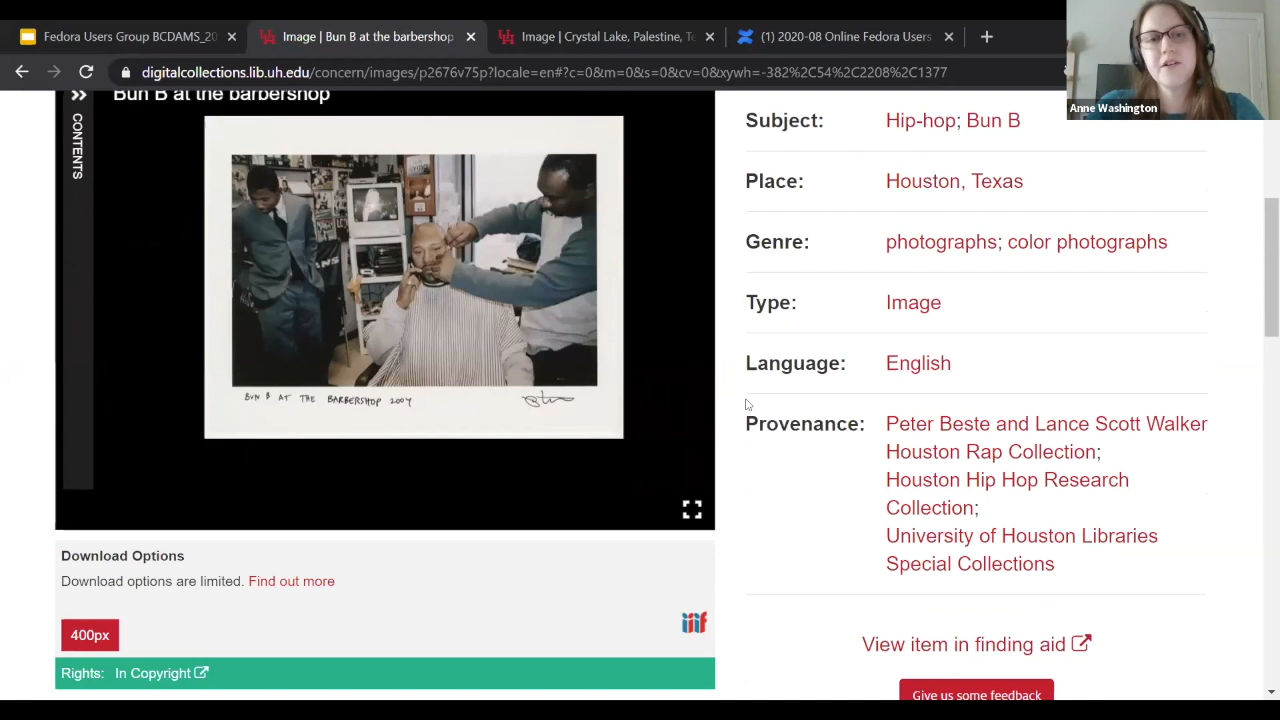 Fedora Users Group BCDAMS_20
Image | Bun B at the barbershop
Image | Crystal Lake, Palestine, Te
(1) 2020-08 Online Fedora Users
digitalcollections.lib.uh.edu/concern/images/p2676v75p?locale=en#?c=0&m=0&s=0&cv=0&xywh=-382%2C54%2C2208%2C1377
Anne Washington
Bun B at the barbershop
CONTENTS
BUN B AT THE BARBERSHOP 2004
Download Options
Download options are limited. Find out more
400px
iiif
Rights: In Copyright
Subject: Hip-hop; Bun B
Place: Houston, Texas
Genre: photographs; color photographs
Type: Image
Language: English
Provenance: Peter Beste and Lance Scott Walker
Houston Rap Collection;
Houston Hip Hop Research
Collection;
University of Houston Libraries
Special Collections
View item in finding aid
Give us some feedback